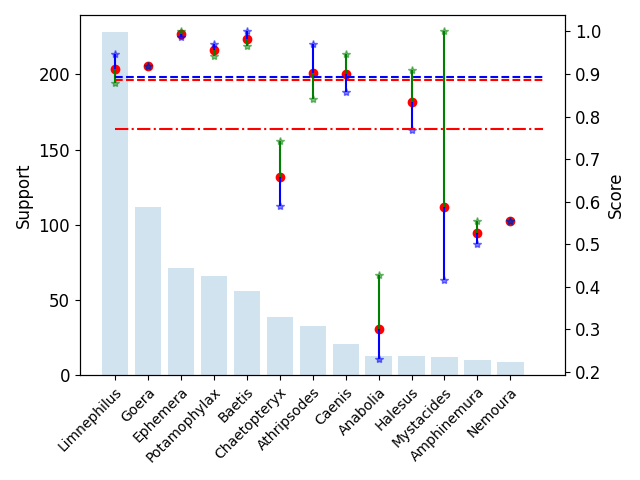 1.0
0.9
0.8
0.7
0.6
0.5
0.4
0.3
0.2
Score
200
150
100
50
0
Support
Limnephilus
Goera
Ephemera
Potamophylax
Baetis
Chaetopteryx
Athripsodes
Caenis
Anabolia
Halesus
Mystacides
Amphinemura
Nemoura